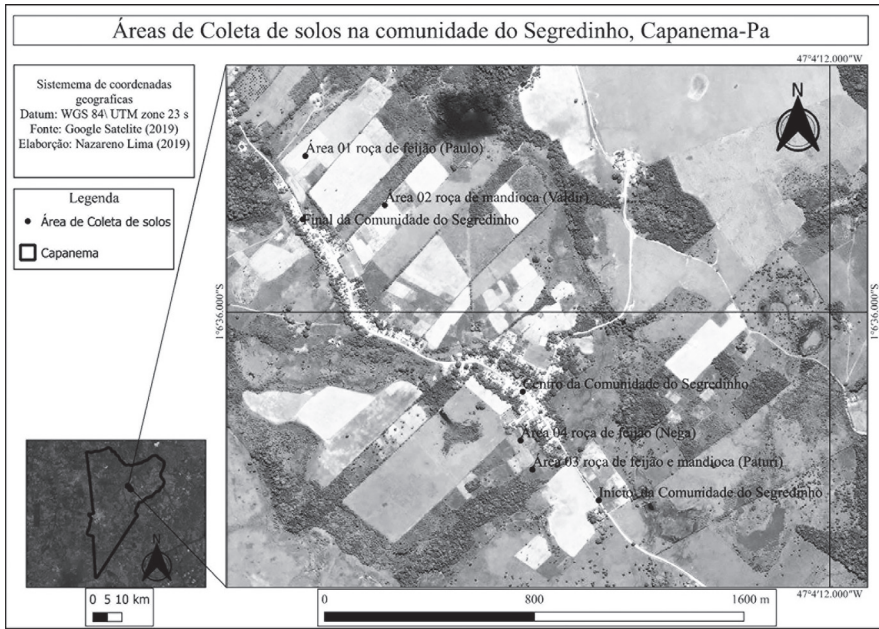 Áreas de Coleta de solos na comunidade do Segredinho, Capanema-Pa
Sistemema de coordenadas
geograficas
Datum: WGS 84\ UTM zone 23 s
Fonte: Google Satelite (2019)
Elaborção: Nazareno Lima (2019)
Legenda
Área de Coleta de solos
Capanema
47°4'12.000"W
N
Área 01 roça de feijão (Paulo)
Área 02 roça de mandioca (Valdir)
Final da Comunidade do Segredinho
1°6'36.000"S
1°6'36.000"S
Centro da Comunidade do Segredinho
Área 04 roça de feijão (Nega)
Área 03 roça de feijão e mandioca (Paturi)
Início da Comunidade do Segredinho
47°4'12.000"W
N
0 5 10 km
0 800 1600 m